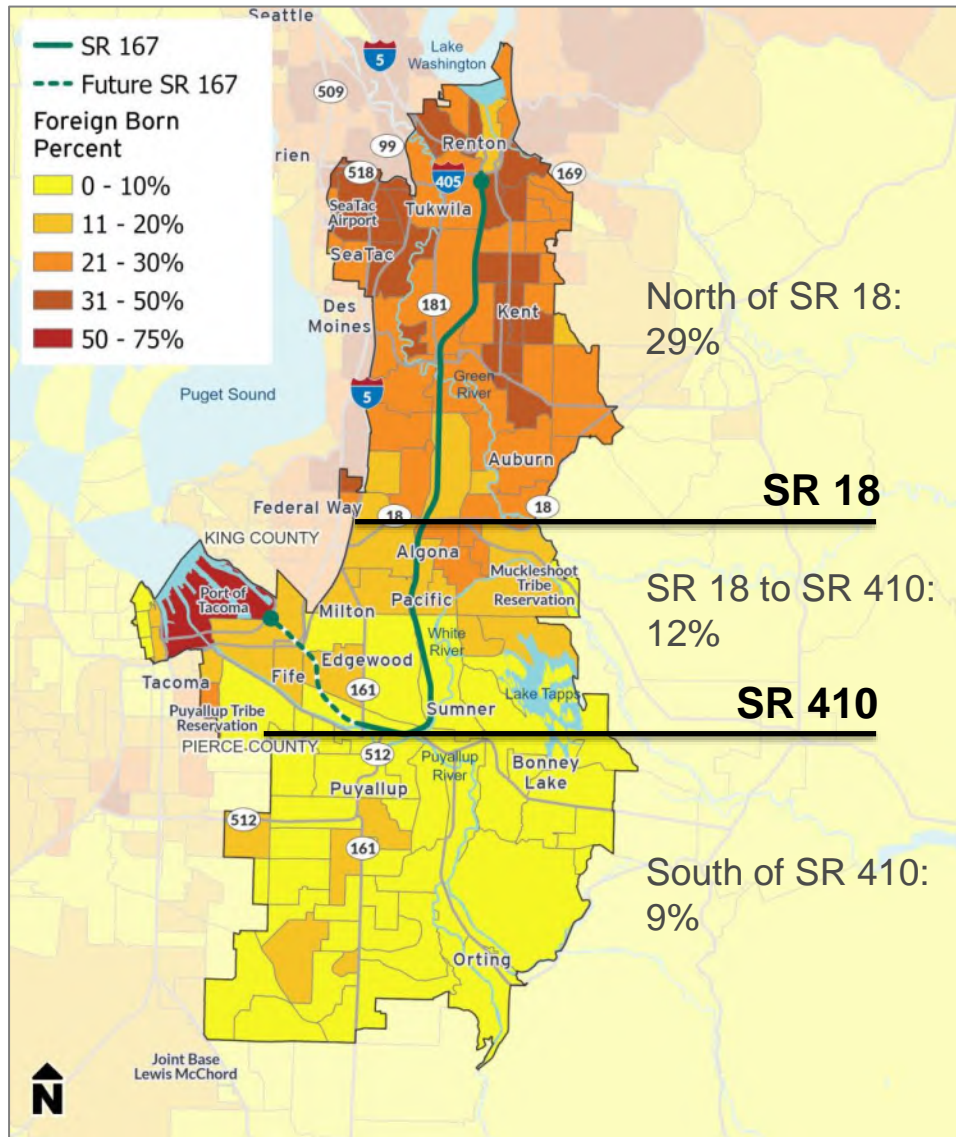 Seattle
SR 167
Future SR 167
Foreign Born
Percent
0 - 10%
11 - 20%
21 - 30%
31 - 50%
50 - 75%
5
Lake
Washington
509
99
rien
518
Renton
405
169
SeaTac
Airport
Tukwila
SeaTac
Des
Moines
181
Kent
North of SR 18:
29%
Puget Sound
5
Green
River
Auburn
SR 18
Federal Way
18
18
KING COUNTY
Algona
Muckleshoot
Tribe
Reservation
SR 18 to SR 410:
12%
Port of
Tacoma
Milton
Pacific
White
River
Edgewood
Tacoma
Fife
161
Lake Tapps
Sumner
SR 410
Puyallup Tribe
Reservation
PIERCE COUNTY
512
Puyallup
River
Bonney
Lake
Puyallup
512
161
South of SR 410:
9%
Orting
Joint Base
Lewis McChord
N